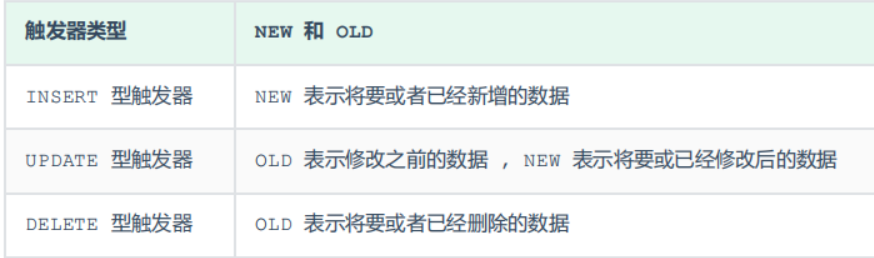 触发器类型 NEW 和 OLD
INSERT 型触发器 NEW 表示将要或者已经新增的数据
UPDATE 型触发器 OLD 表示修改之前的数据 , NEW 表示将要或已经修改后的数据
DELETE 型触发器 OLD 表示将要或者已经删除的数据